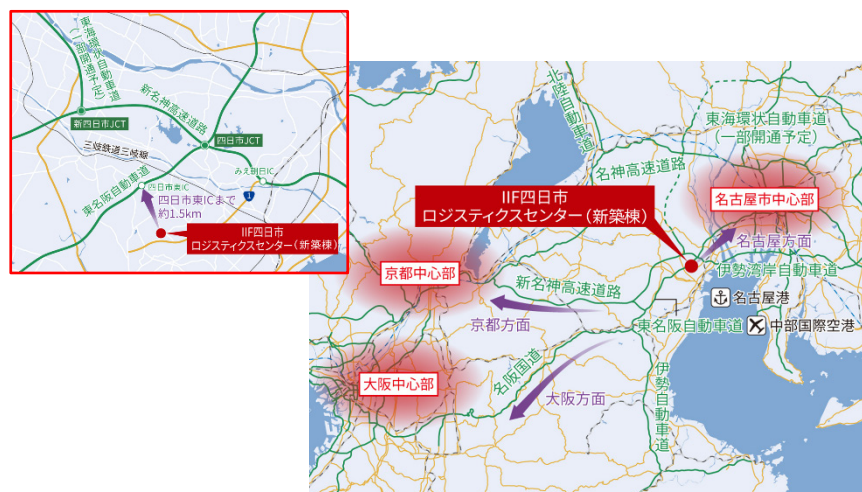 東海環状自動車道
(一部開通予定)
新名神高速道路
新四日市JCT
四日市JCT
三岐鉄道三岐線
みえ朝日IC
東名阪自動車道
四日市東IC
1
四日市東ICまで
約1.5km
IIF四日市
ロジスティクスセンター(新築棟)
北陸自動車道
東海環状自動車道
(一部開通予定)
名神高速道路
IIF四日市
ロジスティクスセンター(新築棟)
名古屋市中心部
名古屋方面
京都中心部
伊勢湾岸自動車道
新名神高速道路
名古屋港
京都方面
東名阪自動車道
中部国際空港
名阪国道
大阪中心部
大阪方面
伊勢自動車道